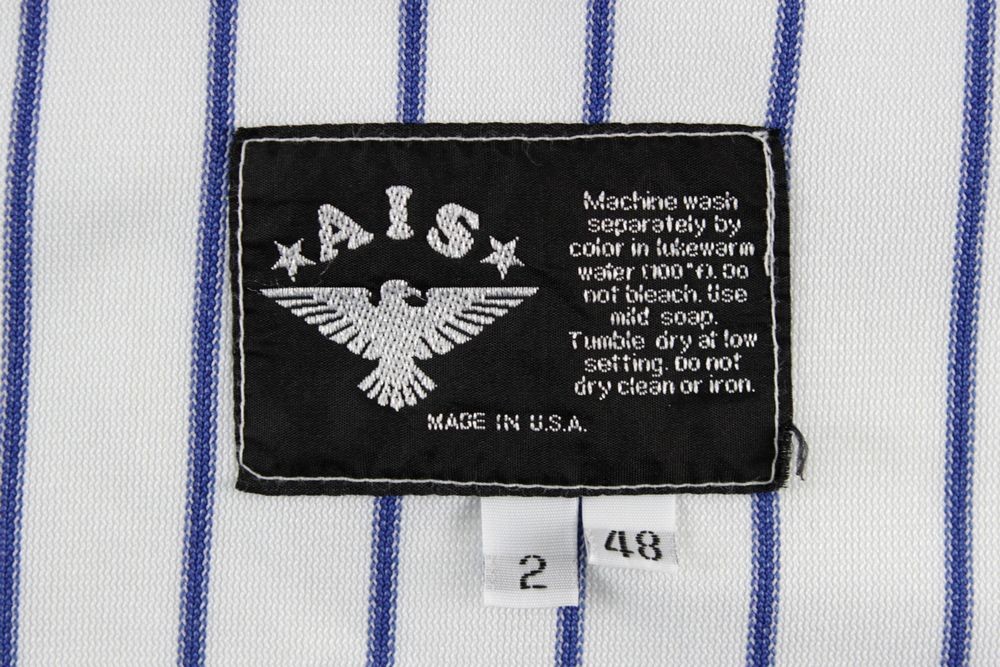 AIS
Machine wash
separately by
color in lukewarm
water (100°f). Do
not bleach. Use
mild soap.
Tumble dry at low
setting. Do not
dry clean or iron.
MADE IN U.S.A.
2
48